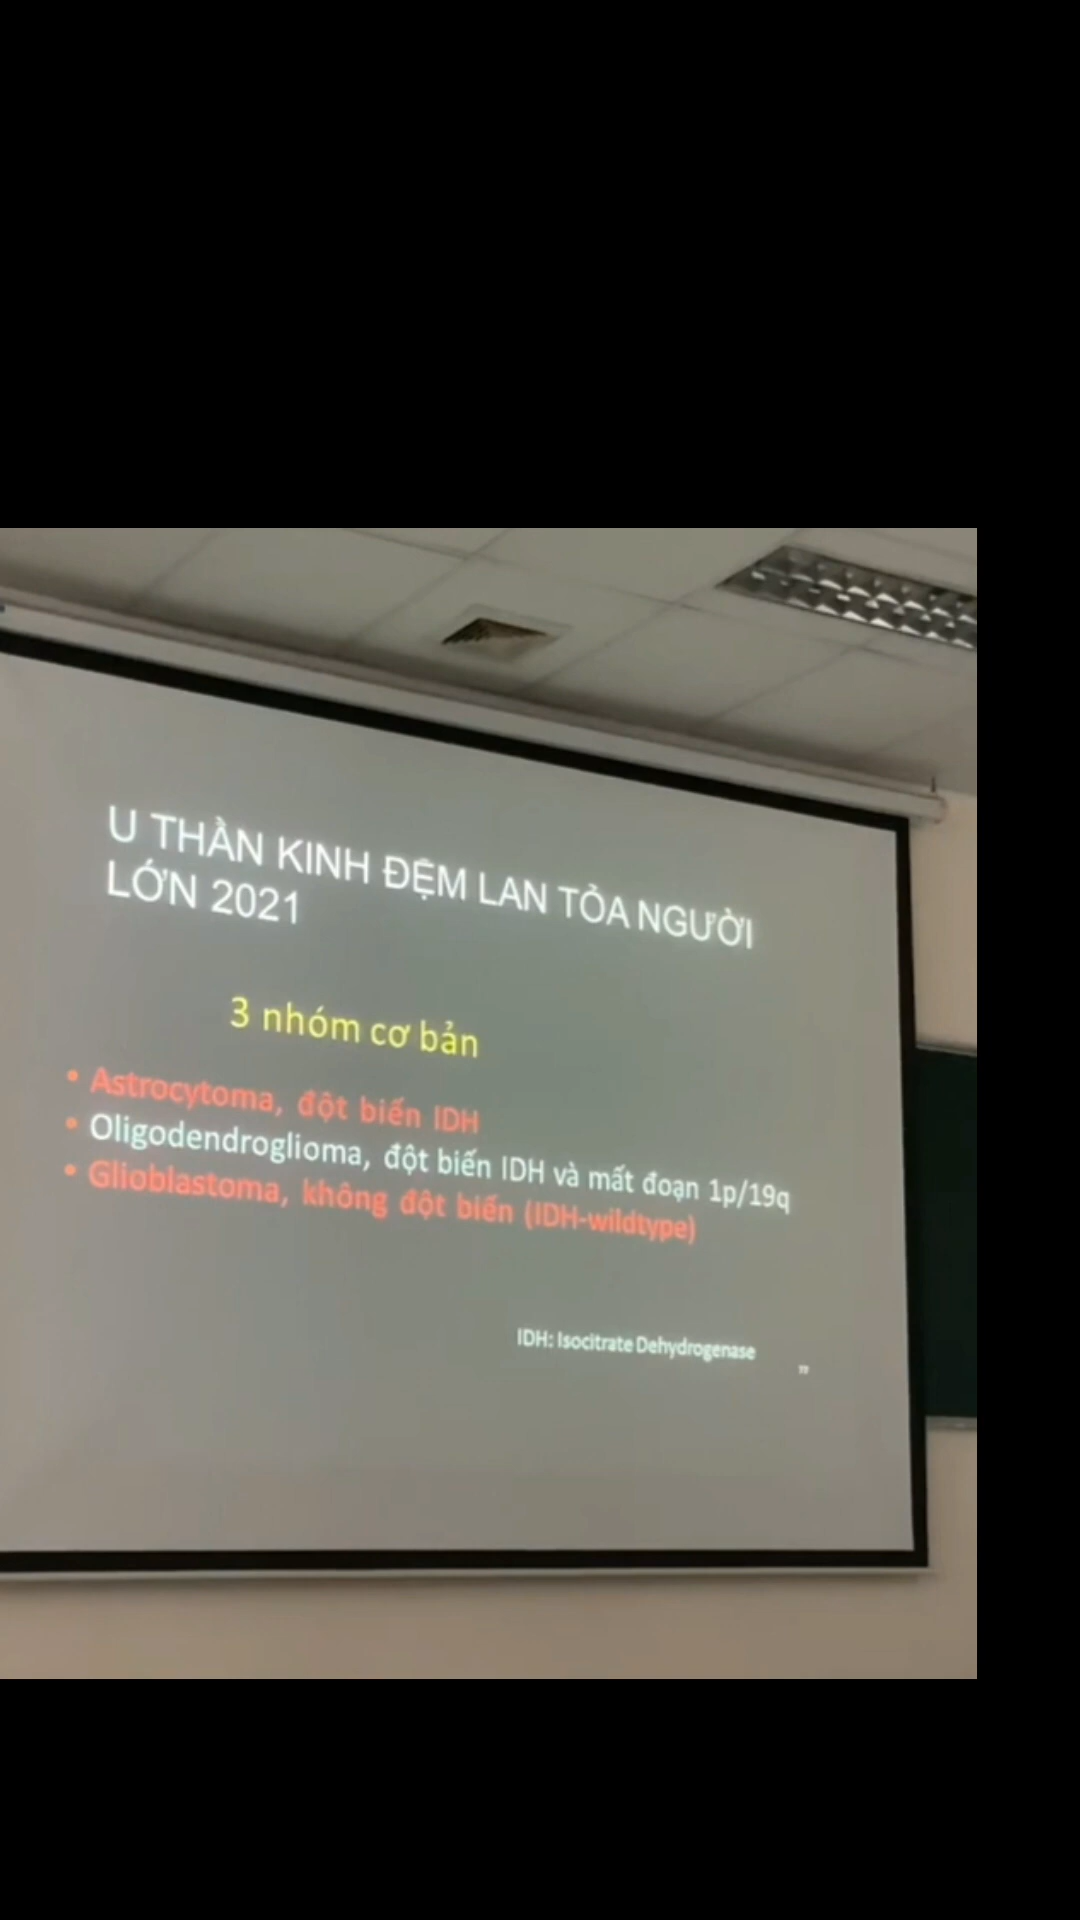 U THẦN KINH ĐỆM LAN TỎA NGƯỜI
LỚN 2021
3 nhóm cơ bản
• Astrocytoma, đột biến IDH
• Oligodendroglioma, đột biến IDH và mất đoạn 1p/19q
• Glioblastoma, không đột biến (IDH-wildtype)
IDH: Isocitrate Dehydrogenase